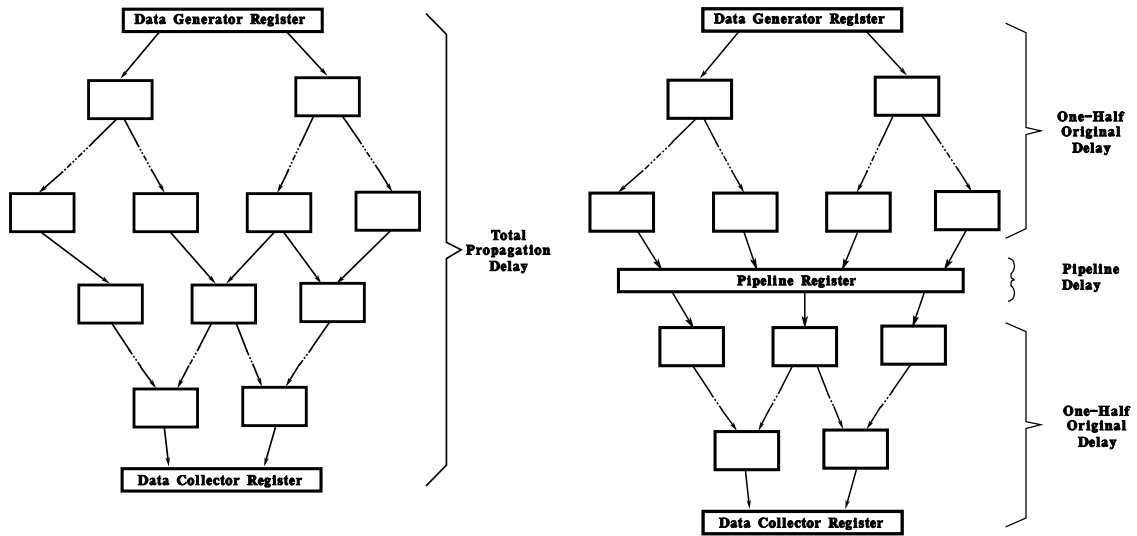 Data Generator Register
Total
Propagation
Delay
Data Collector Register
Data Generator Register
One-Half
Original
Delay
Pipeline Register
Pipeline
Delay
One-Half
Original
Delay
Data Collector Register